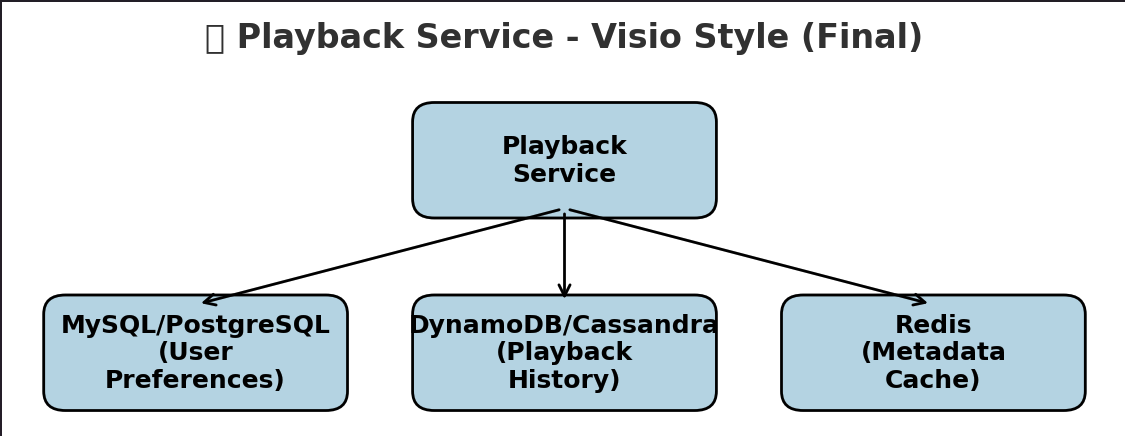 Playback Service - Visio Style (Final)
Playback
Service
MySQL/PostgreSQL
(User
Preferences)
DynamoDB/Cassandra
(Playback
History)
Redis
(Metadata
Cache)